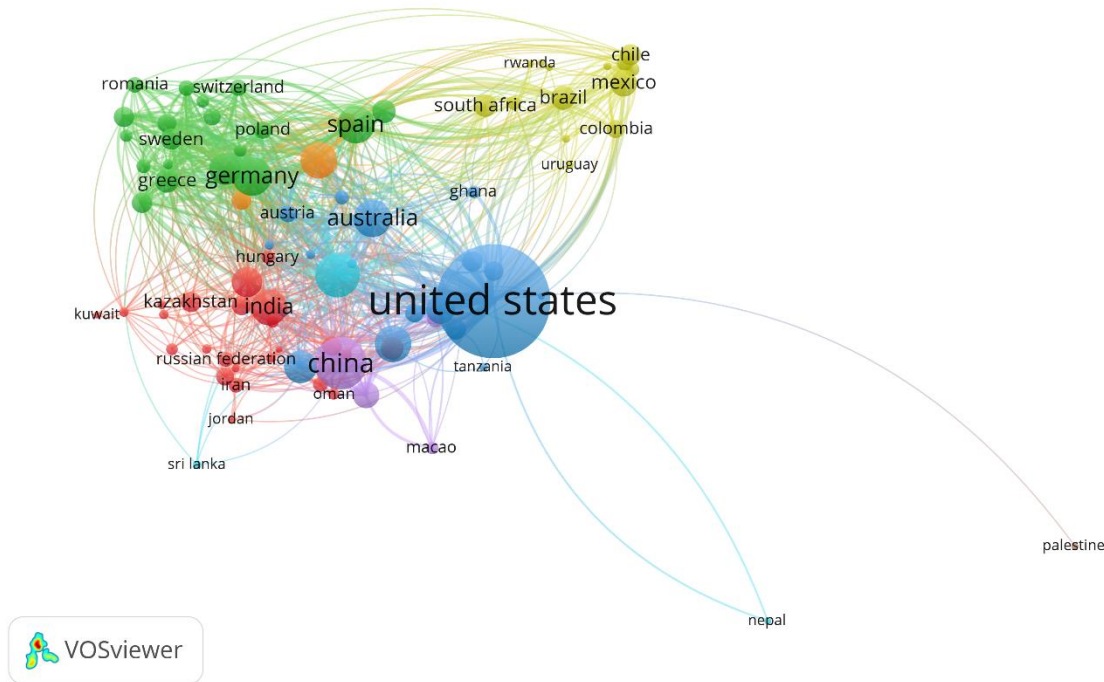 chile
rwanda
romania
switzerland
mexico
south africa
brazil
spain
poland
sweden
colombia
uruguay
greece
germany
ghana
austria
australia
hungary
kazakhstan
india
united states
kuwait
russian federation
china
tanzania
iran
oman
jordan
macao
sri lanka
palestine
nepal
VOSviewer